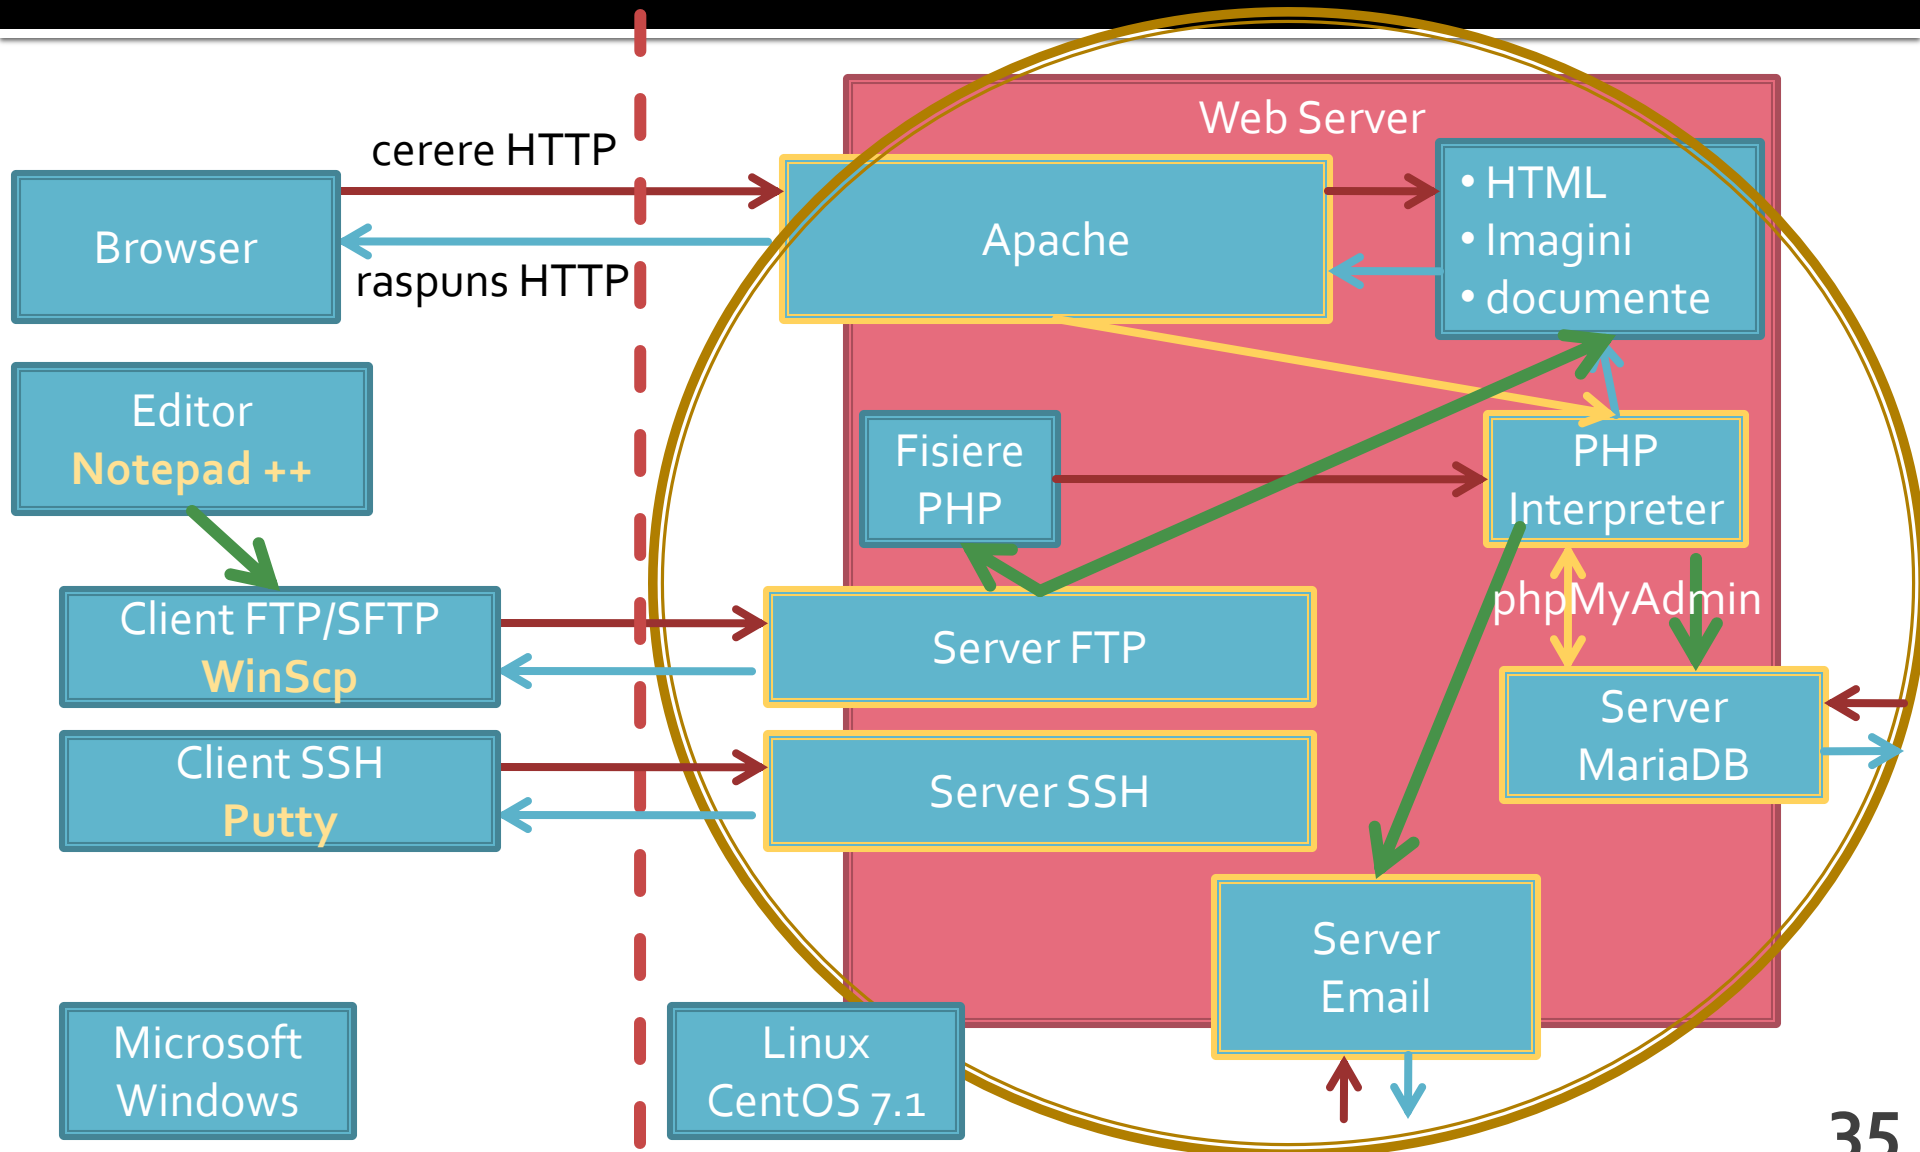 Web Server
cerere HTTP
Browser
raspuns HTTP
Apache
• HTML
• Imagini
• documente
Editor
Notepad ++
Fisiere
PHP
PHP
Interpreter
phpMyAdmin
Client FTP/SFTP
WinScp
Server FTP
Server
MariaDB
Client SSH
Putty
Server SSH
Server
Email
Microsoft
Windows
Linux
CentOS 7.1
35